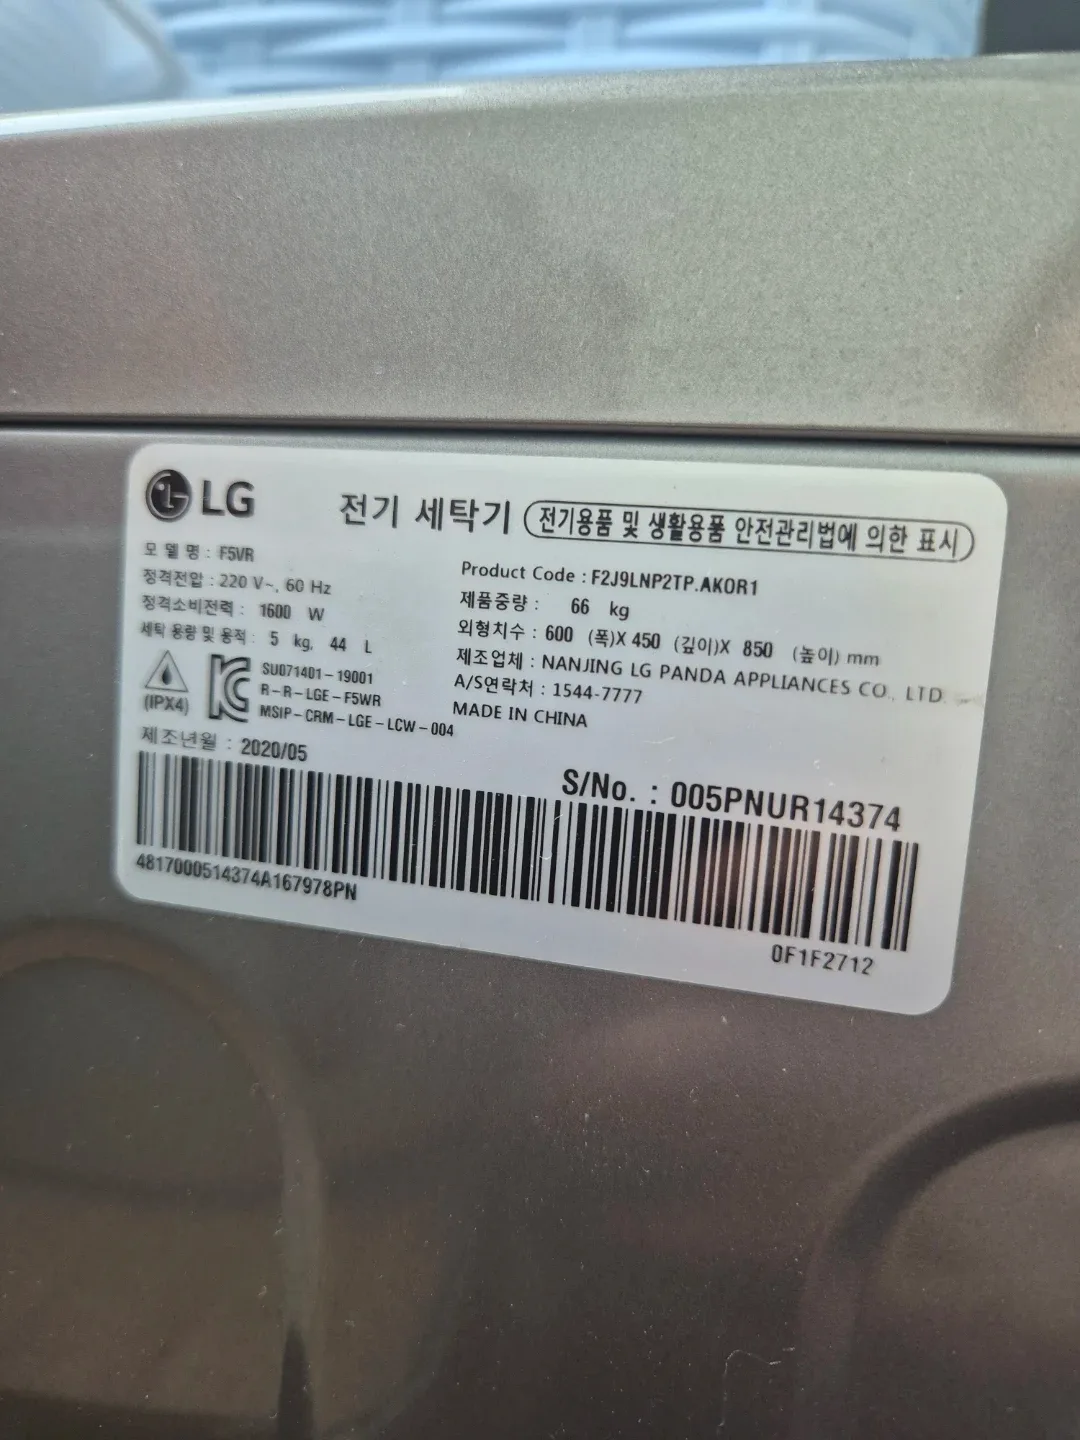 LG
전기 세탁기 (전기용품 및 생활용품 안전관리법에 의한 표시)
모 델 명 : F5VR
정격전압 : 220 V~, 60 Hz
정격소비전력 : 1600 W
세탁 용량 및 용적 : 5 kg, 44 L
(IPX4)
SU071401-19001
R-R-LGE-F5WR
MSIP-CRM-LGE-LCW-004
제조년월 : 2020/05
Product Code : F2J9LNP2TP.AKOR1
제품중량 : 66 kg
외형치수 : 600 (폭)X 450 (깊이)X 850 (높이) mm
제조업체 : NANJING LG PANDA APPLIANCES CO., LTD.
A/S연락처 : 1544-7777
MADE IN CHINA
S/No. : 005PNUR14374
4817000514374A167978PN
0F1F2712